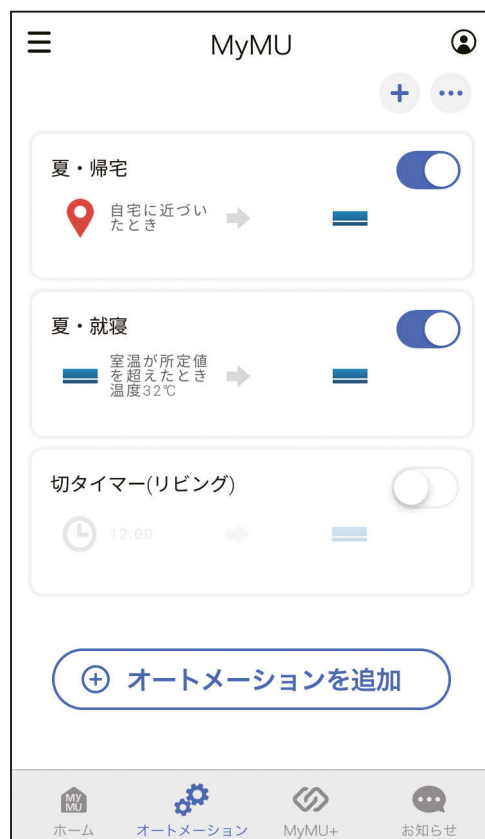 MyMU
夏・帰宅
自宅に近づい
たとき
夏・就寝
室温が所定値
を超えたとき
温度32℃
切タイマー(リビング)
12:00
オートメーションを追加
MY
MU
ホーム
オートメーション
MyMU+
お知らせ